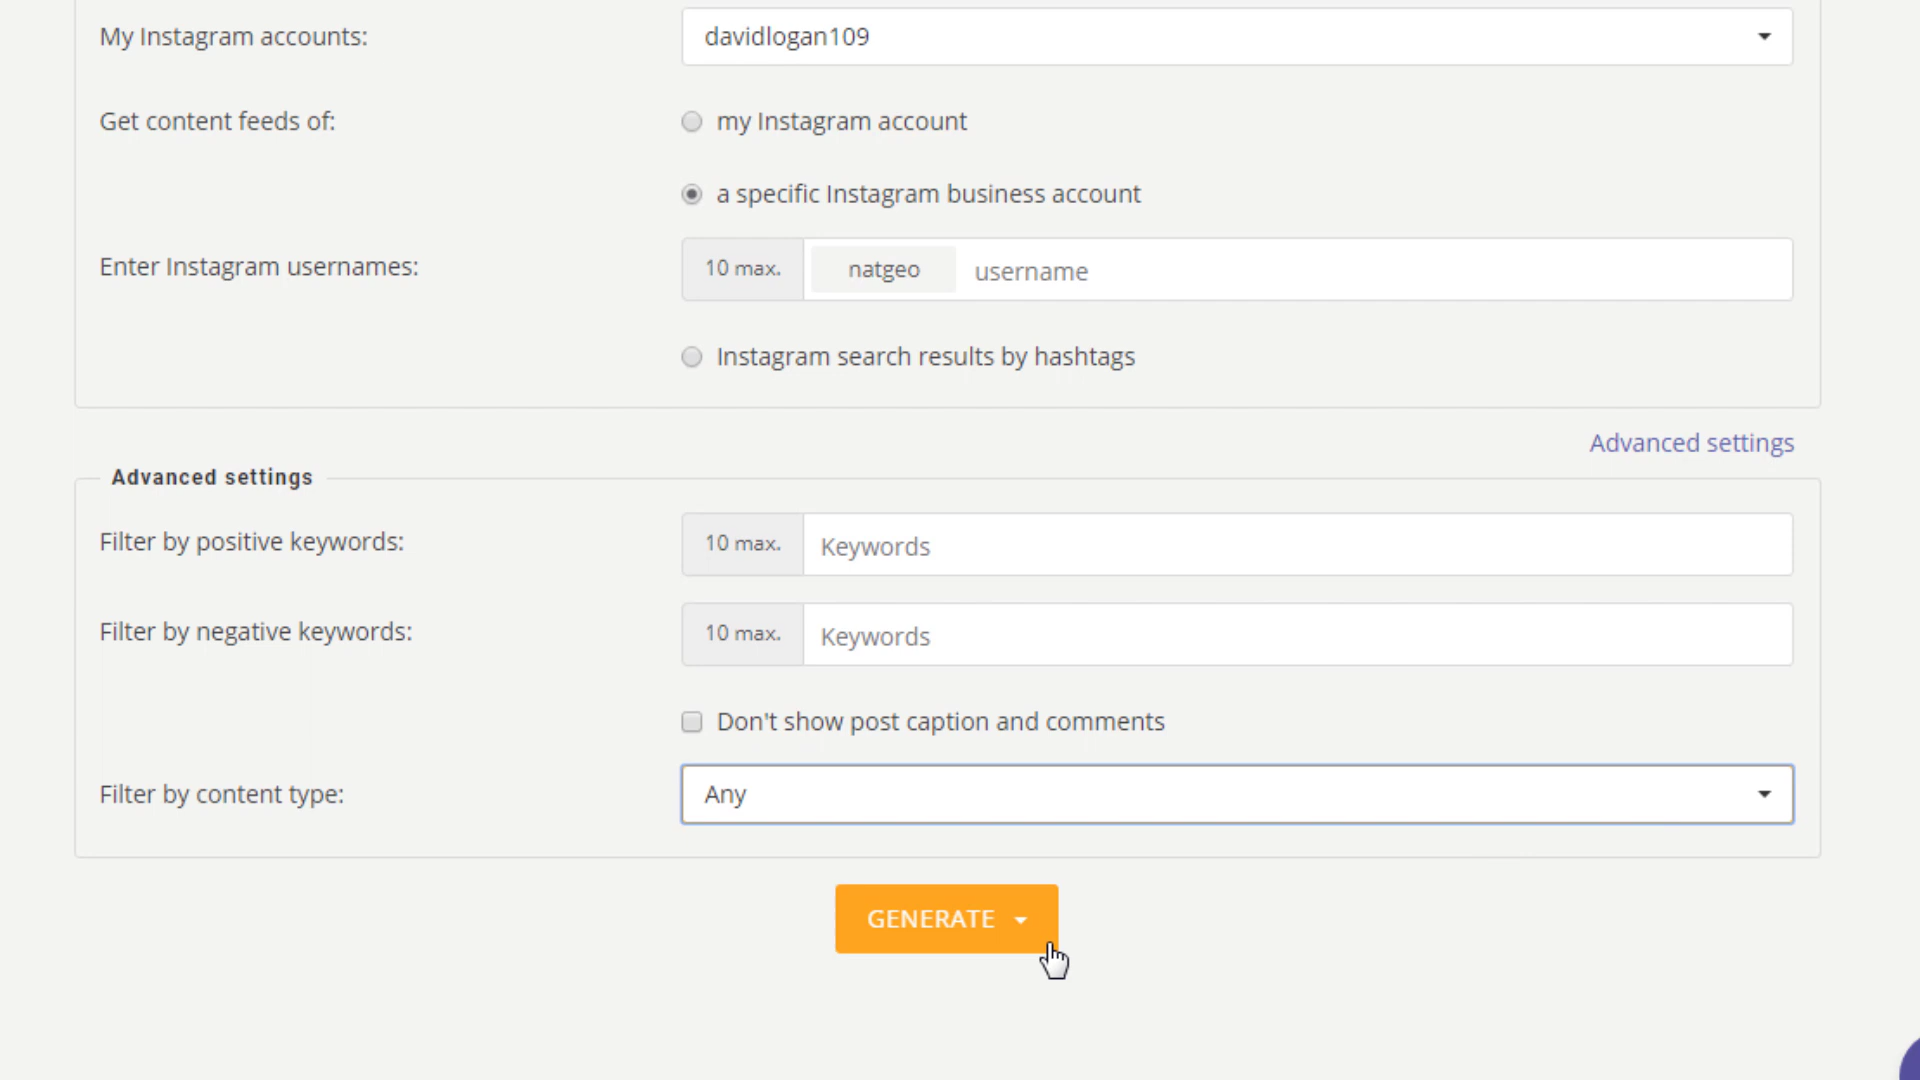 My Instagram accounts:
davidlogan109
Get content feeds of:
my Instagram account
a specific Instagram business account
Enter Instagram usernames:
10 max.
natgeo
username
Instagram search results by hashtags
Advanced settings
Advanced settings
Filter by positive keywords:
10 max.
Keywords
Filter by negative keywords:
10 max.
Keywords
Don't show post caption and comments
Filter by content type:
Any
GENERATE